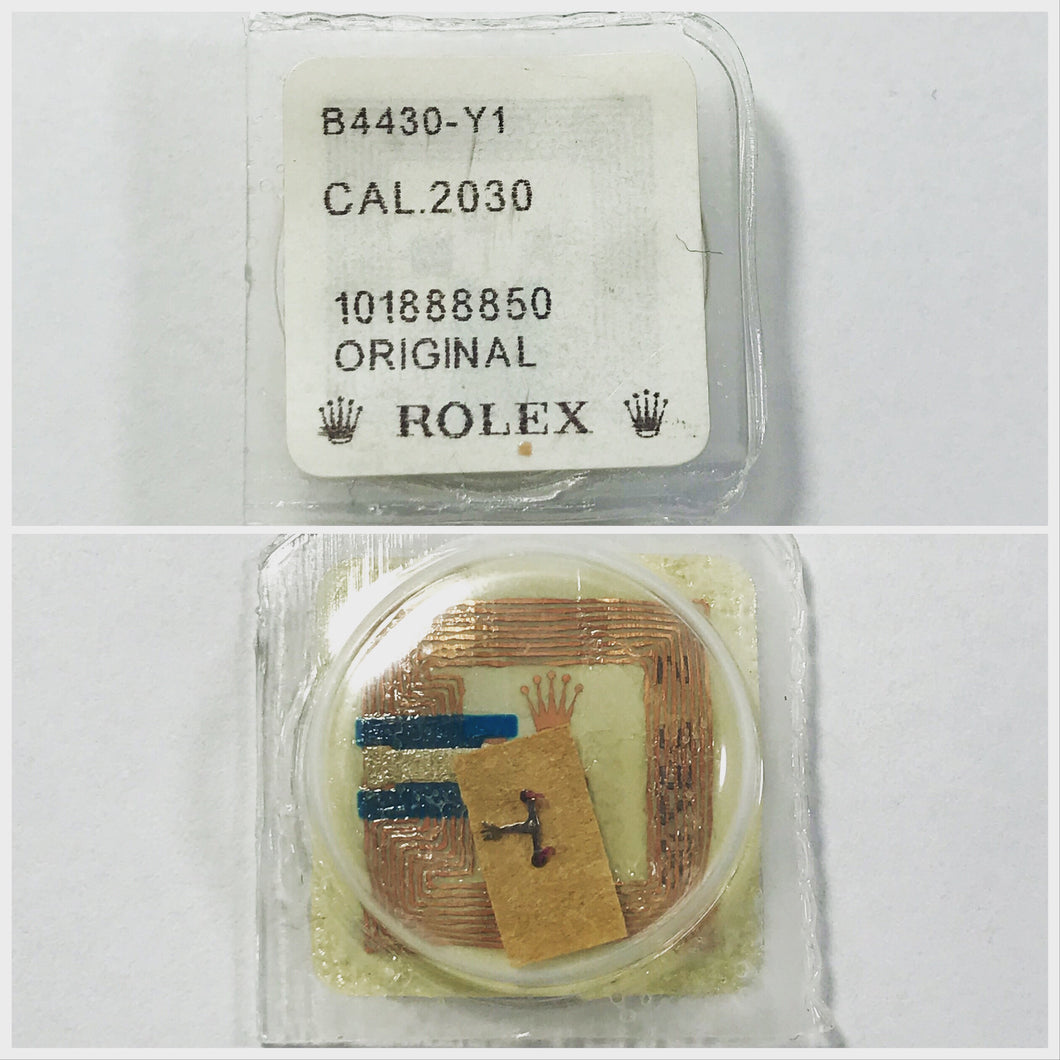 B4430-Y1
CAL.2030
101888850
ORIGINAL
ROLEX